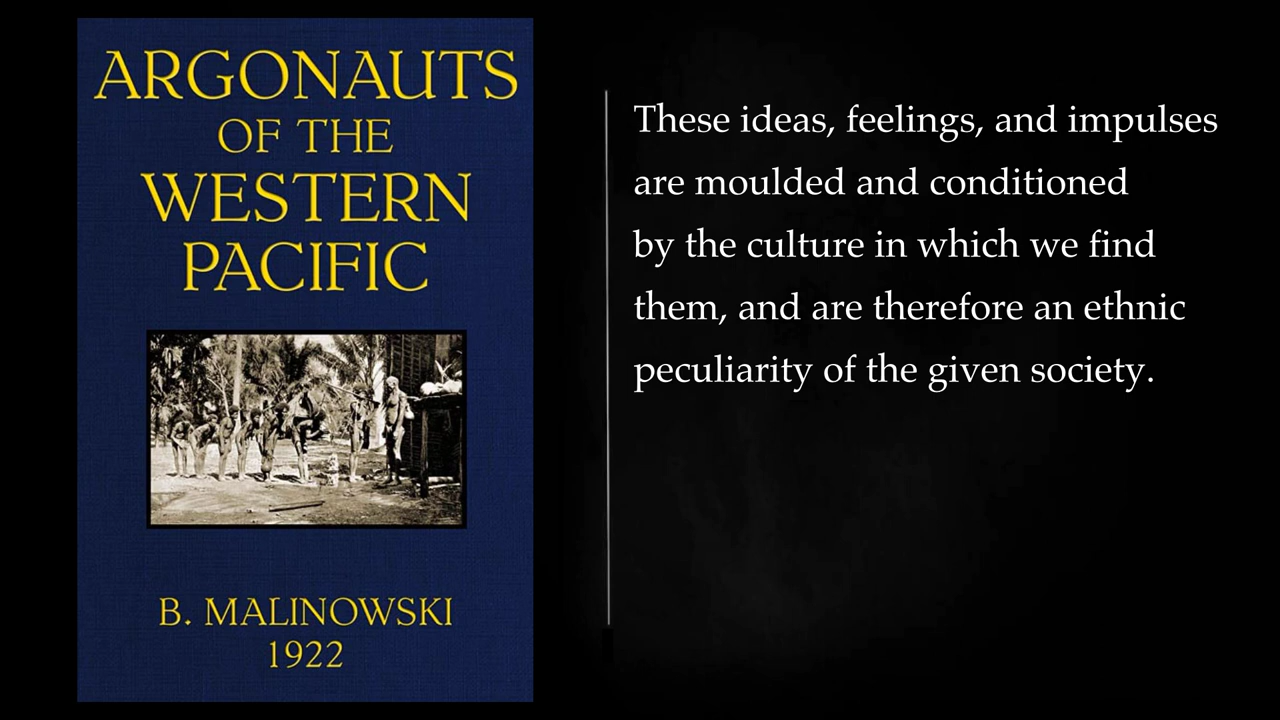 ARGONAUTS
OF THE
WESTERN
PACIFIC
B. MALINOWSKI
1922
These ideas, feelings, and impulses
are moulded and conditioned
by the culture in which we find
them, and are therefore an ethnic
peculiarity of the given society.